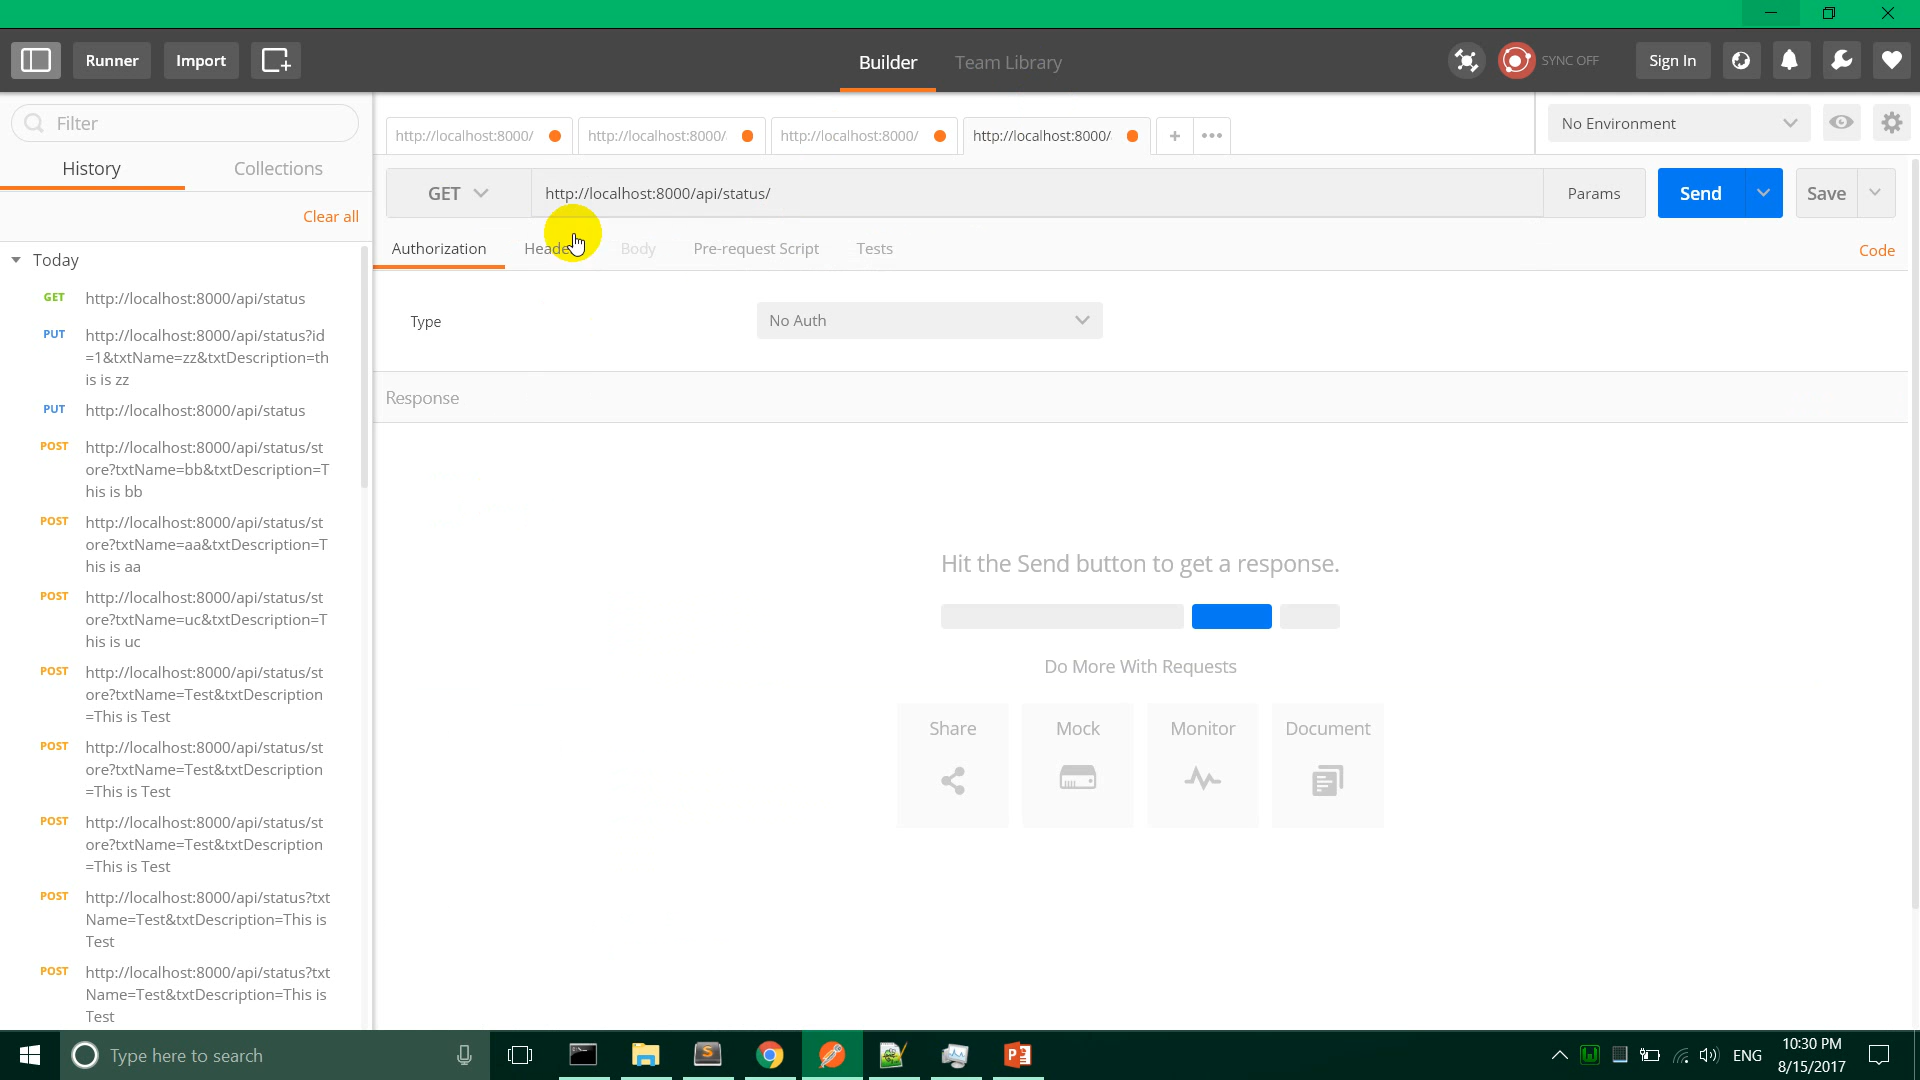 Runner
Import
Builder
Team Library
SYNC OFF
Sign In
Filter
History
Collections
Clear all
Today
GET
http://localhost:8000/api/status
PUT
http://localhost:8000/api/status?id
=1&txtName=zz&txtDescription=th
is is zz
PUT
http://localhost:8000/api/status
POST
http://localhost:8000/api/status/st
ore?txtName=bb&txtDescription=T
his is bb
POST
http://localhost:8000/api/status/st
ore?txtName=aa&txtDescription=T
his is aa
POST
http://localhost:8000/api/status/st
ore?txtName=uc&txtDescription=T
his is uc
POST
http://localhost:8000/api/status/st
ore?txtName=Test&txtDescription
=This is Test
POST
http://localhost:8000/api/status/st
ore?txtName=Test&txtDescription
=This is Test
POST
http://localhost:8000/api/status/st
ore?txtName=Test&txtDescription
=This is Test
POST
http://localhost:8000/api/status?txt
Name=Test&txtDescription=This is
Test
POST
http://localhost:8000/api/status?txt
Name=Test&txtDescription=This is
Test
http://localhost:8000/
http://localhost:8000/
http://localhost:8000/
http://localhost:8000/
No Environment
GET
http://localhost:8000/api/status/
Params
Send
Save
Authorization
Body
Pre-request Script
Tests
Code
Type
No Auth
Response
Hit the Send button to get a response.
Do More With Requests
Share
Mock
Monitor
Document
Type here to search
ENG
10:30 PM
8/15/2017